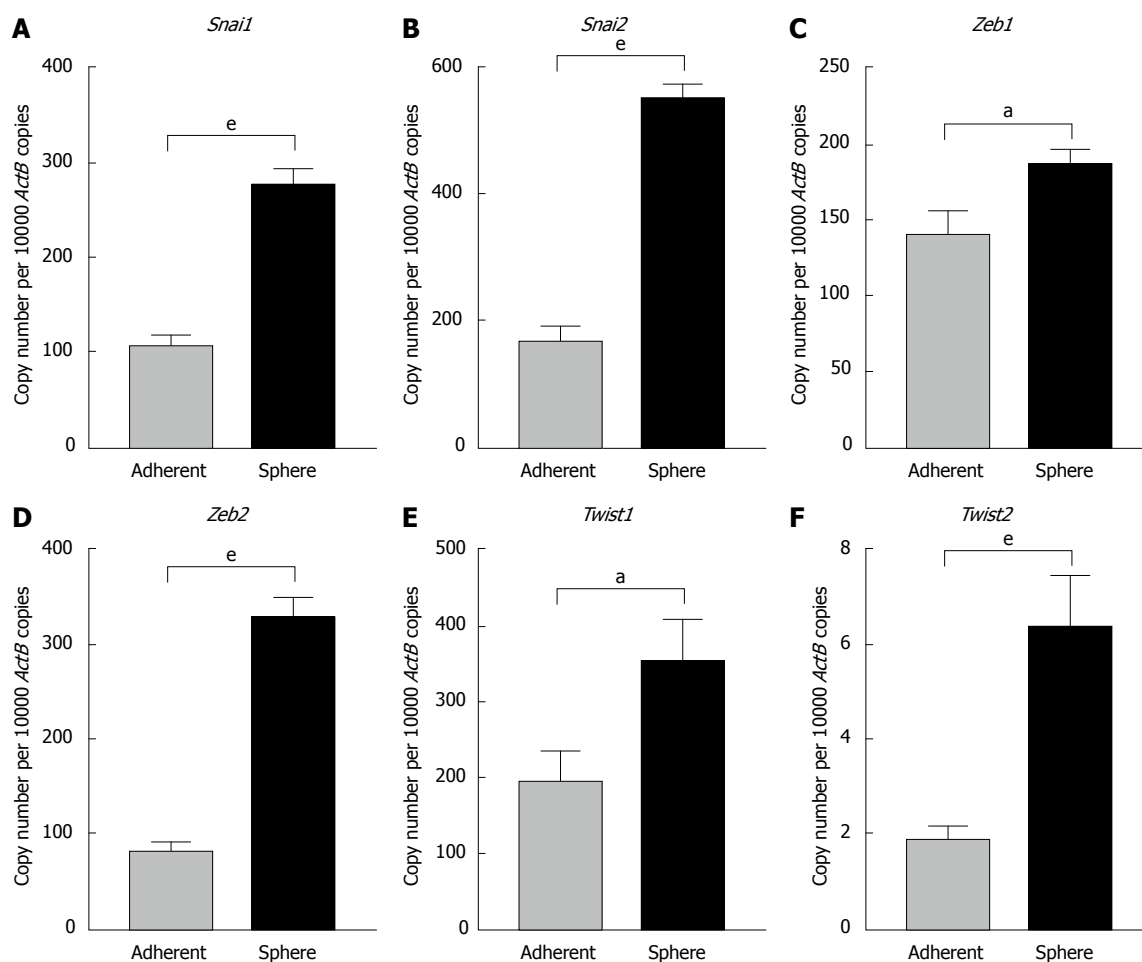 A
Snai1
Copy number per 10000 ActB copies
400
300
200
100
0
e
Adherent Sphere
B
Snai2
Copy number per 10000 ActB copies
600
400
200
0
e
Adherent Sphere
C
Zeb1
Copy number per 10000 ActB copies
250
200
150
100
50
0
a
Adherent Sphere
D
Zeb2
Copy number per 10000 ActB copies
400
300
200
100
0
e
Adherent Sphere
E
Twist1
Copy number per 10000 ActB copies
500
400
300
200
100
0
a
Adherent Sphere
F
Twist2
Copy number per 10000 ActB copies
8
6
4
2
0
e
Adherent Sphere